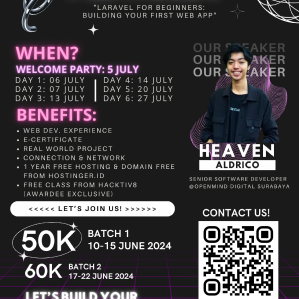 "LARAVEL FOR BEGINNERS:
BUILDING YOUR FIRST WEB APP"
WHEN?
WELCOME PARTY: 5 JULY
DAY 1: 06 JULY
DAY 2: 07 JULY
DAY 3: 13 JULY
DAY 4: 14 JULY
DAY 5: 20 JULY
DAY 6: 27 JULY
BENEFITS:
• WEB DEV. EXPERIENCE
• E-CERTIFICATE
• REAL WORLD PROJECT
• CONNECTION & NETWORK
• 1 YEAR FREE HOSTING & DOMAIN FREE
FROM HOSTINGER.ID
• FREE CLASS FROM HACKTIV8
(AWARDEE EXCLUSIVE)
<<<<< LET'S JOIN US! >>>>>>
50K
BATCH 1
10-15 JUNE 2024
60K
BATCH 2
17-22 JUNE 2024
LET'S BUILD YOUR
OUR SPEAKER
OUR SPEAKER
OUR SPEAKER
HEAVEN
ALDRICO
SENIOR SOFTWARE DEVELOPER
@OPENMIND DIGITAL SURABAYA
CONTACT US!